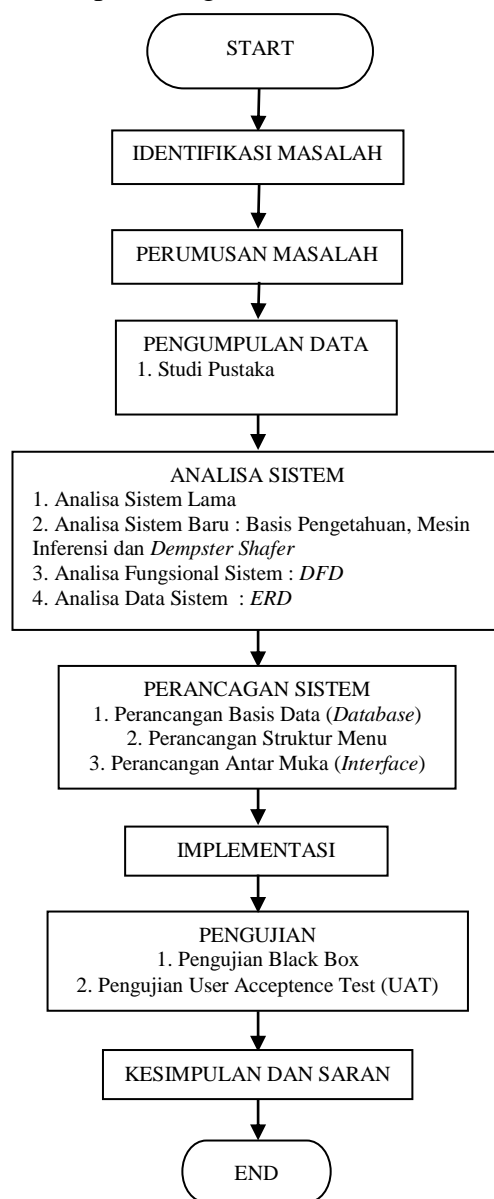 START
IDENTIFIKASI MASALAH
PERUMUSAN MASALAH
PENGUMPULAN DATA
1. Studi Pustaka
ANALISA SISTEM
1. Analisa Sistem Lama
2. Analisa Sistem Baru : Basis Pengetahuan, Mesin
Inferensi dan Dempster Shafer
3. Analisa Fungsional Sistem : DFD
4. Analisa Data Sistem : ERD
PERANCAGAN SISTEM
1. Perancangan Basis Data (Database)
2. Perancangan Struktur Menu
3. Perancangan Antar Muka (Interface)
IMPLEMENTASI
PENGUJIAN
1. Pengujian Black Box
2. Pengujian User Acceptence Test (UAT)
KESIMPULAN DAN SARAN
END